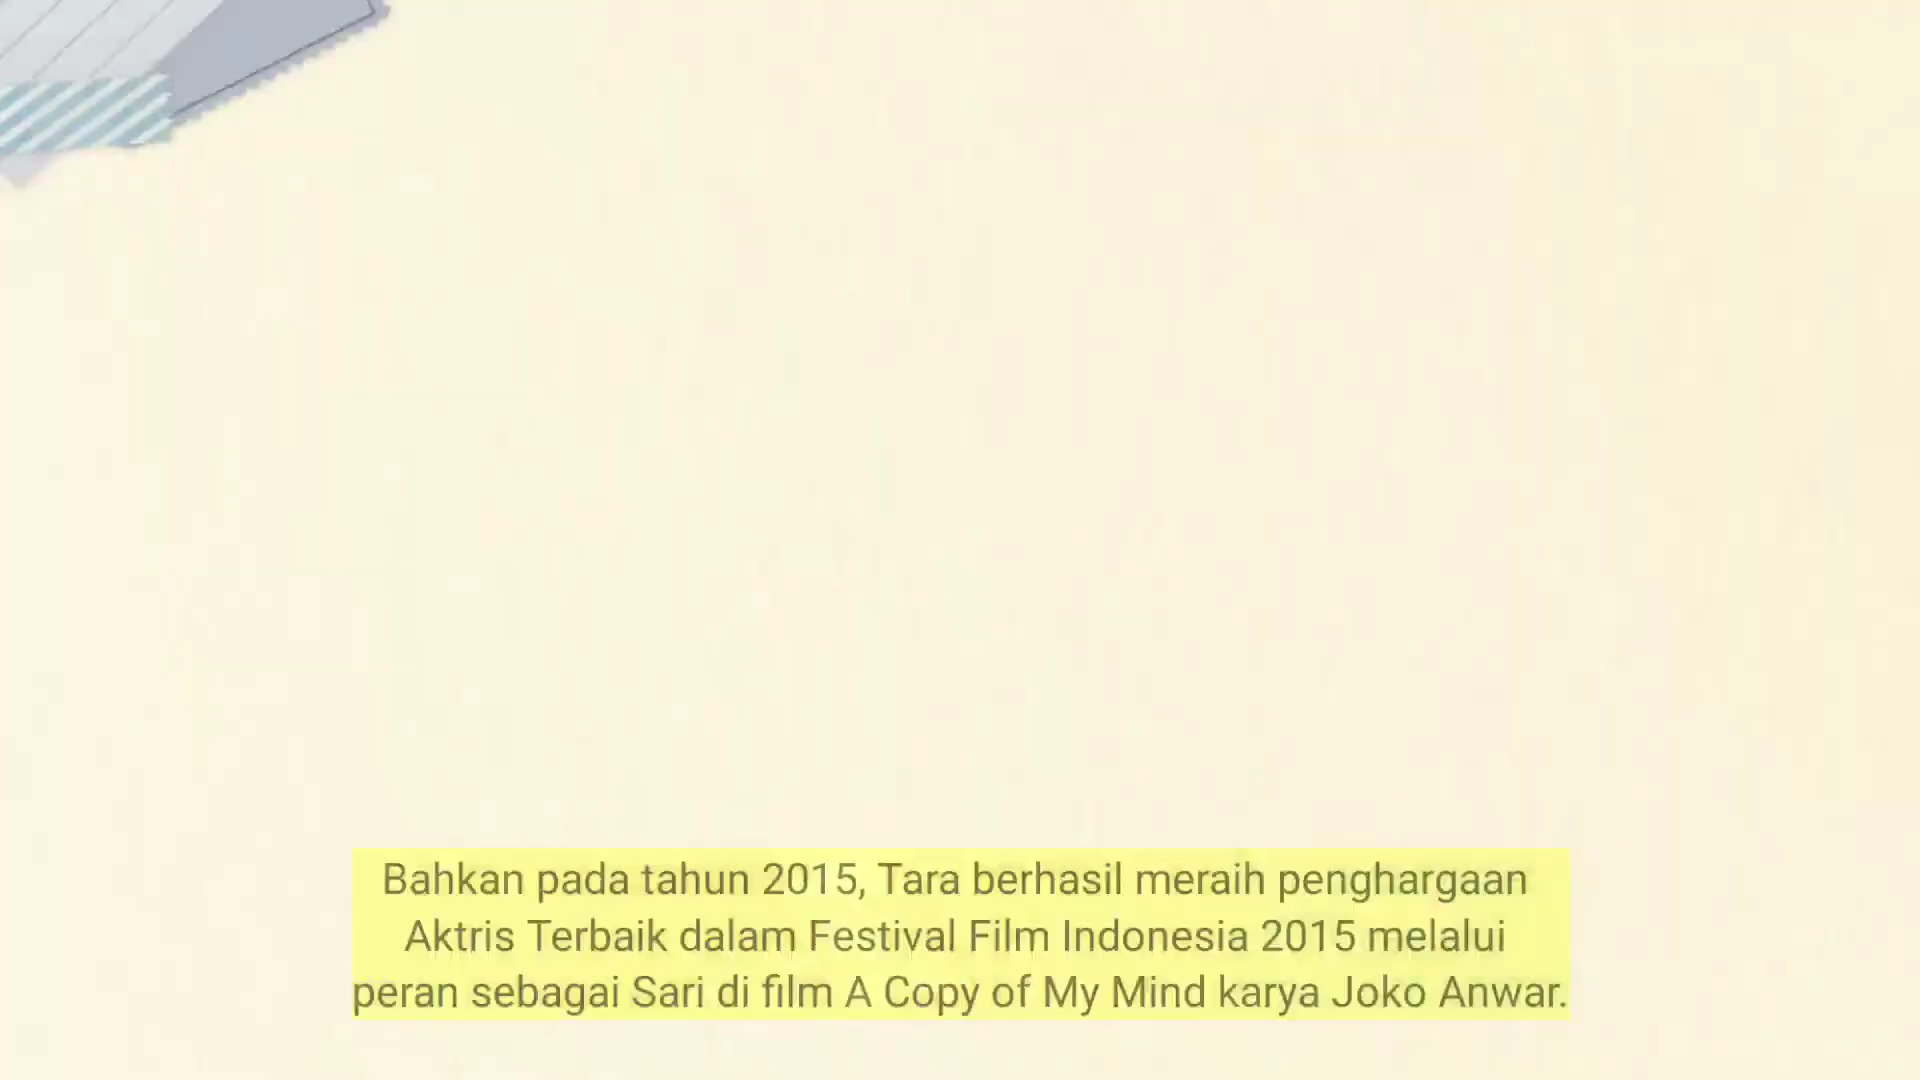 Bahkan pada tahun 2015, Tara berhasil meraih penghargaan
Aktris Terbaik dalam Festival Film Indonesia 2015 melalui
peran sebagai Sari di film A Copy of My Mind karya Joko Anwar.